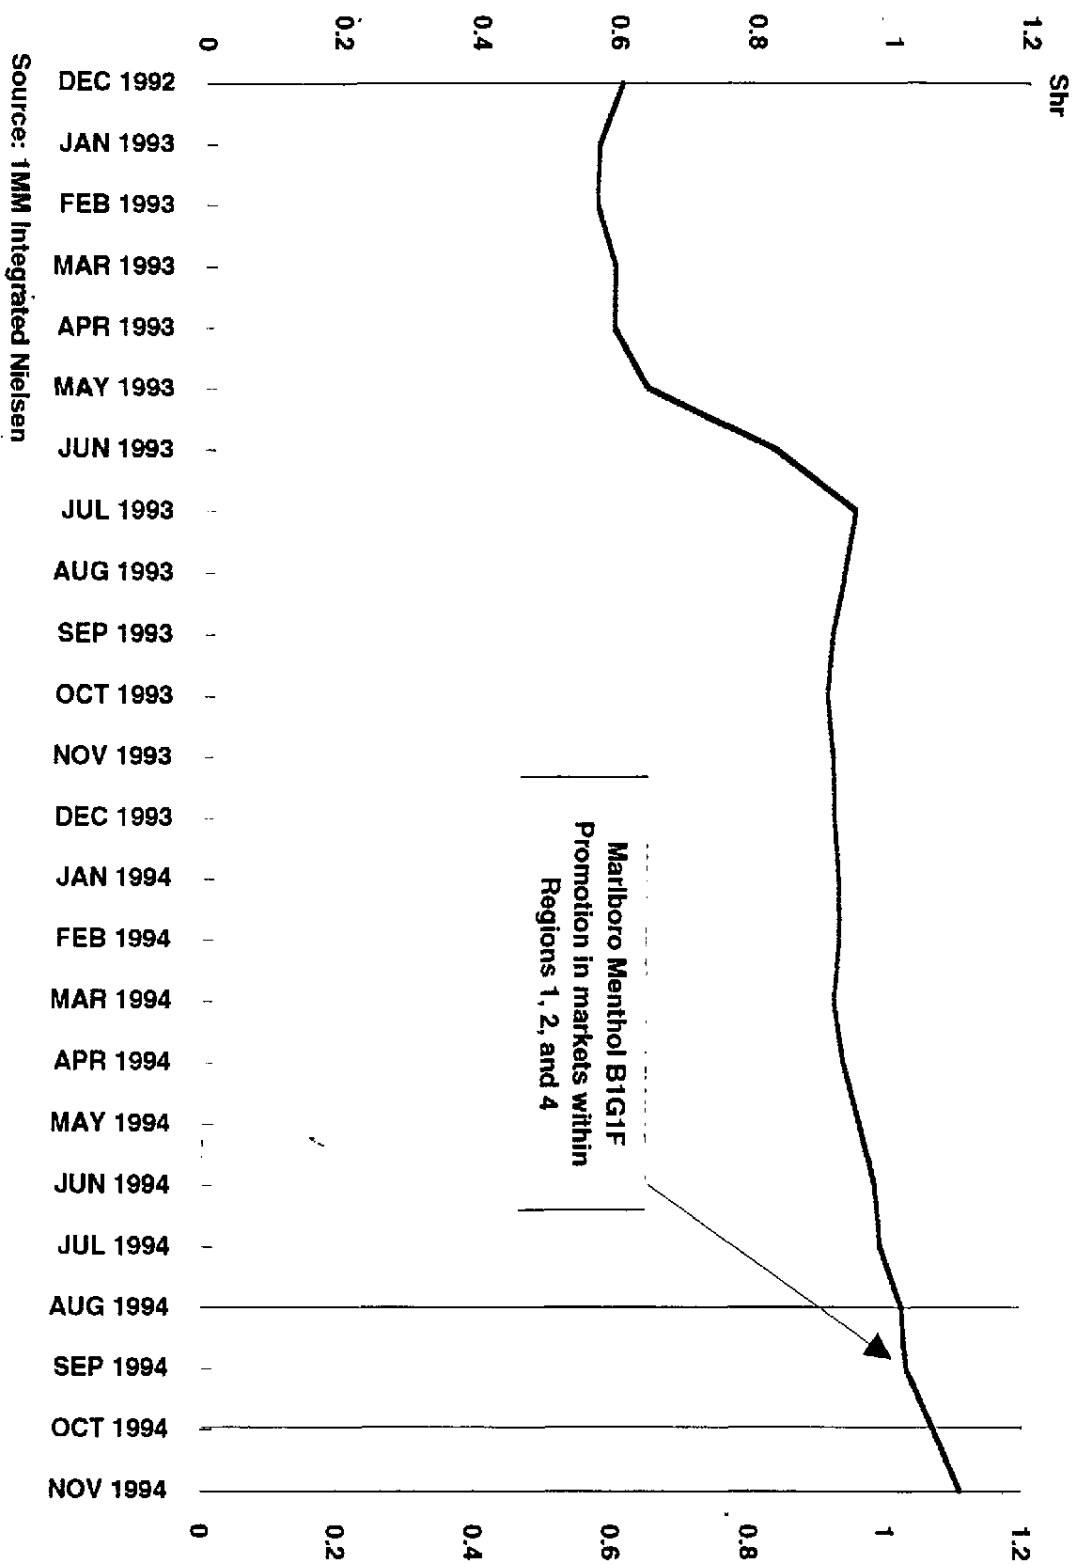 Shr
1.2
1
0.8
0.6
0.4
0.2
0
1.2
1
0.8
0.6
0.4
0.2
0
Marlboro Menthol B1G1F
Promotion in markets within
Regions 1, 2, and 4
DEC 1992
JAN 1993
FEB 1993
MAR 1993
APR 1993
MAY 1993
JUN 1993
JUL 1993
AUG 1993
SEP 1993
OCT 1993
NOV 1993
DEC 1993
JAN 1994
FEB 1994
MAR 1994
APR 1994
MAY 1994
JUN 1994
JUL 1994
AUG 1994
SEP 1994
OCT 1994
NOV 1994
Source: 1MM Integrated Nielsen